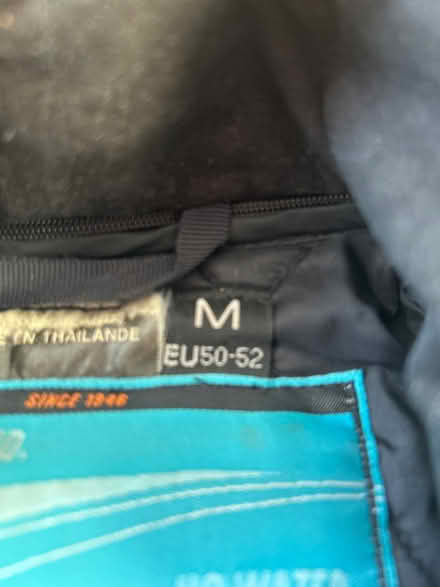 M
E EN THAILANDE
EU50-52
SINCE 1946